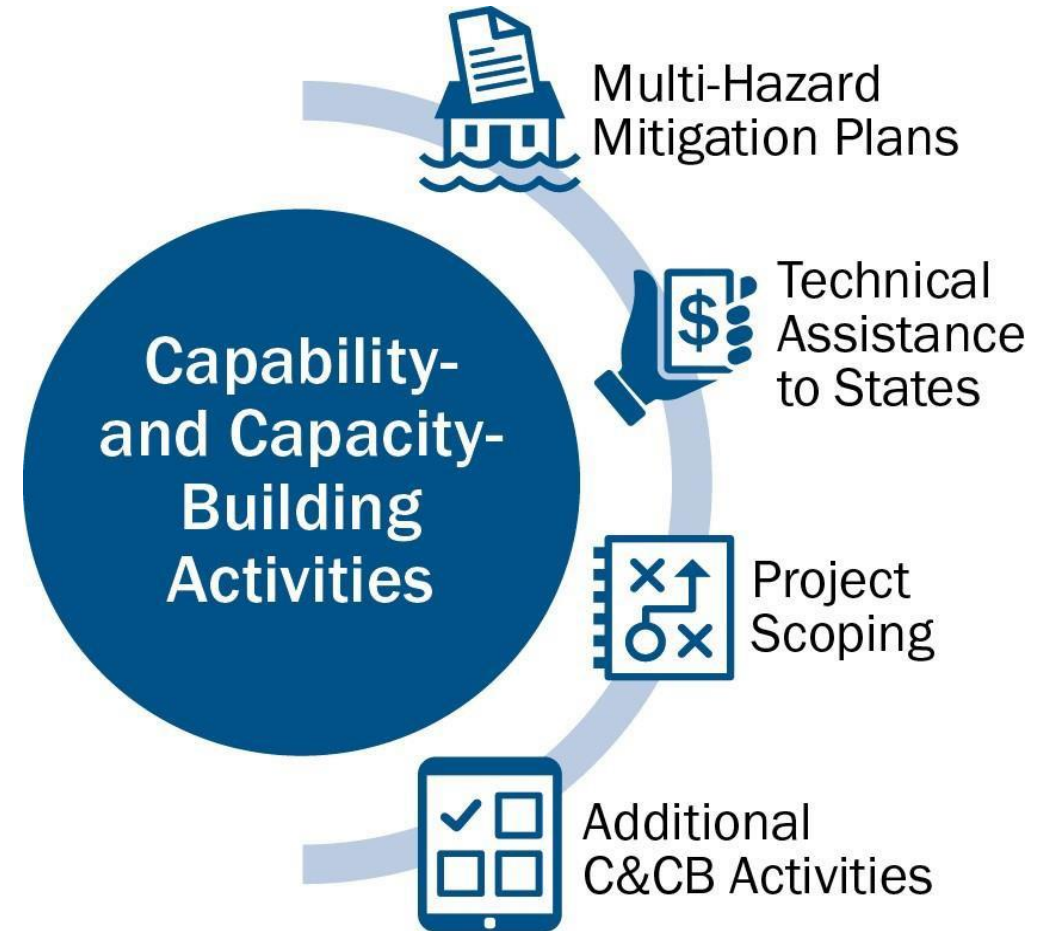 Multi-Hazard
Mitigation Plans
Capability-
and Capacity-
Building
Activities
$
Technical
Assistance
to States
Project
Scoping
Additional
C&CB Activities